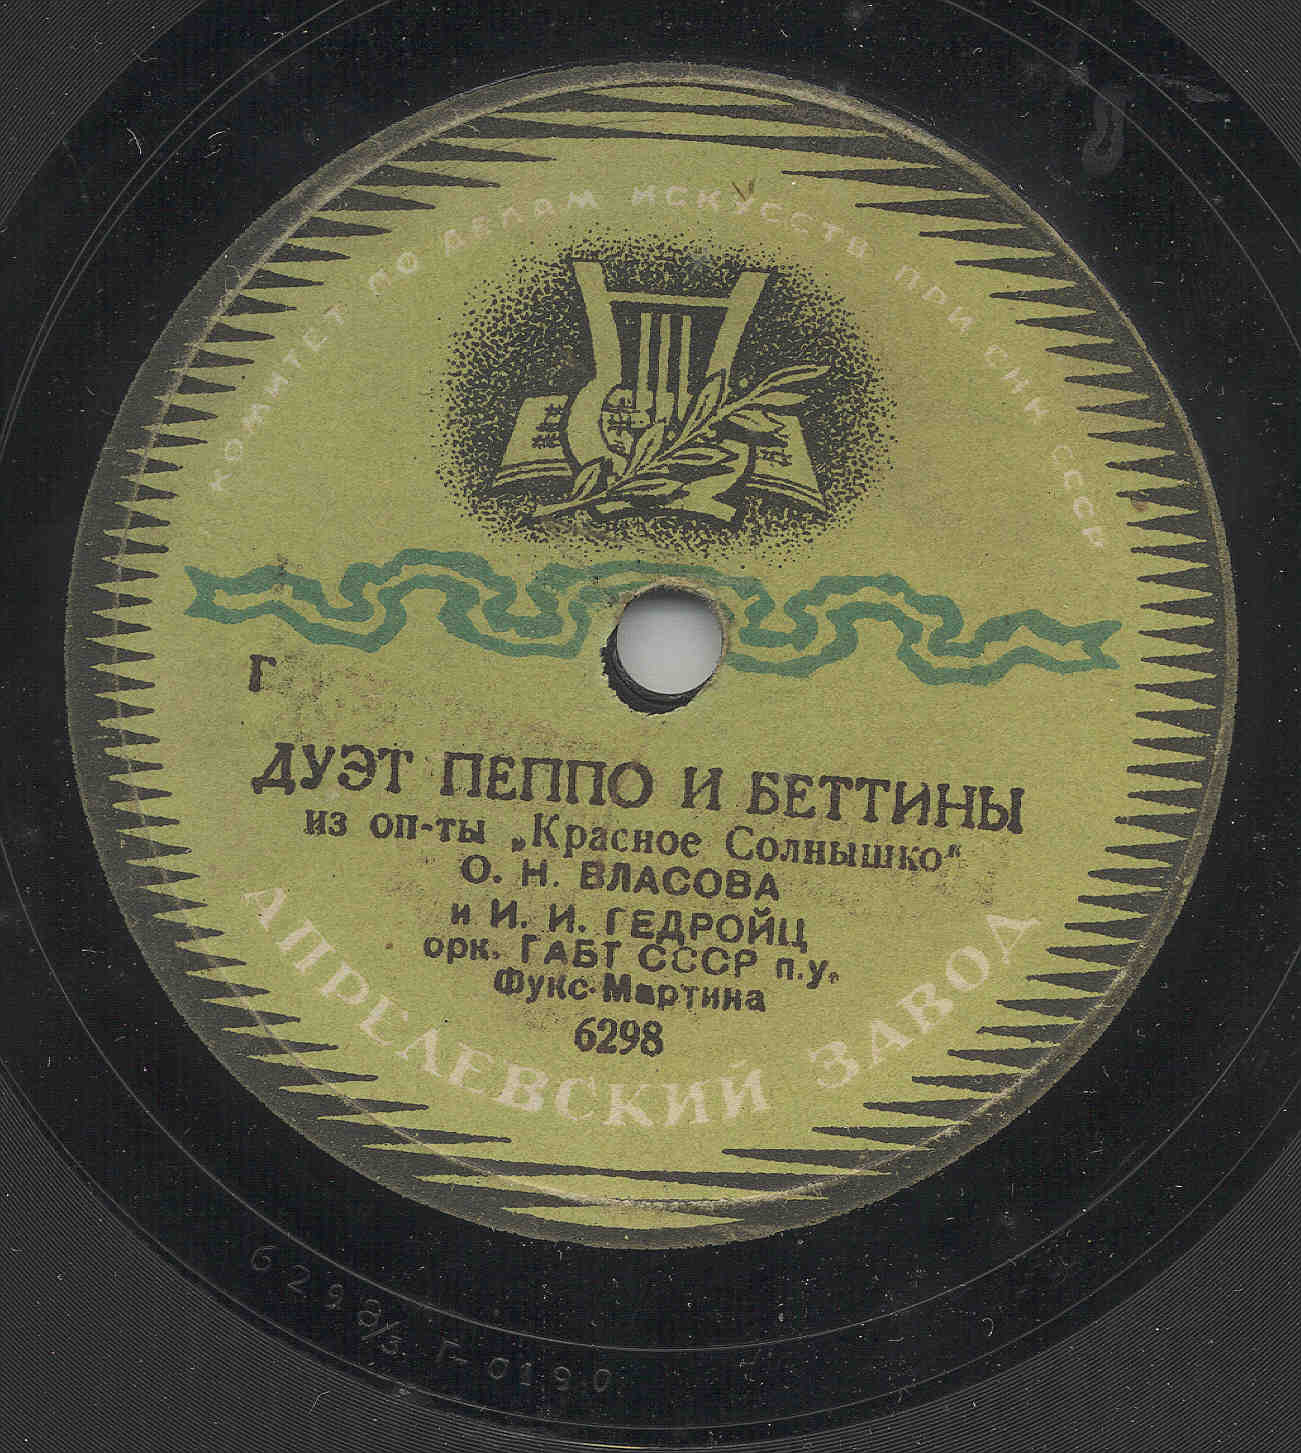 КОМИТЕТ ПО ДЕЛАМ ИСКУССТВ ПРИ СНК СССР
Г
ДУЭТ ПЕППО И БЕТТИНЫ
из оп-ты „Красное Солнышко“
О. Н. ВЛАСОВА
и И. И. ГЕДРОЙЦ
орк. ГАБТ СССР п.у.
Фукс-Мартина
6298
АПРЕЛЕВСКИЙ ЗАВОД
6298/3 Г-0190